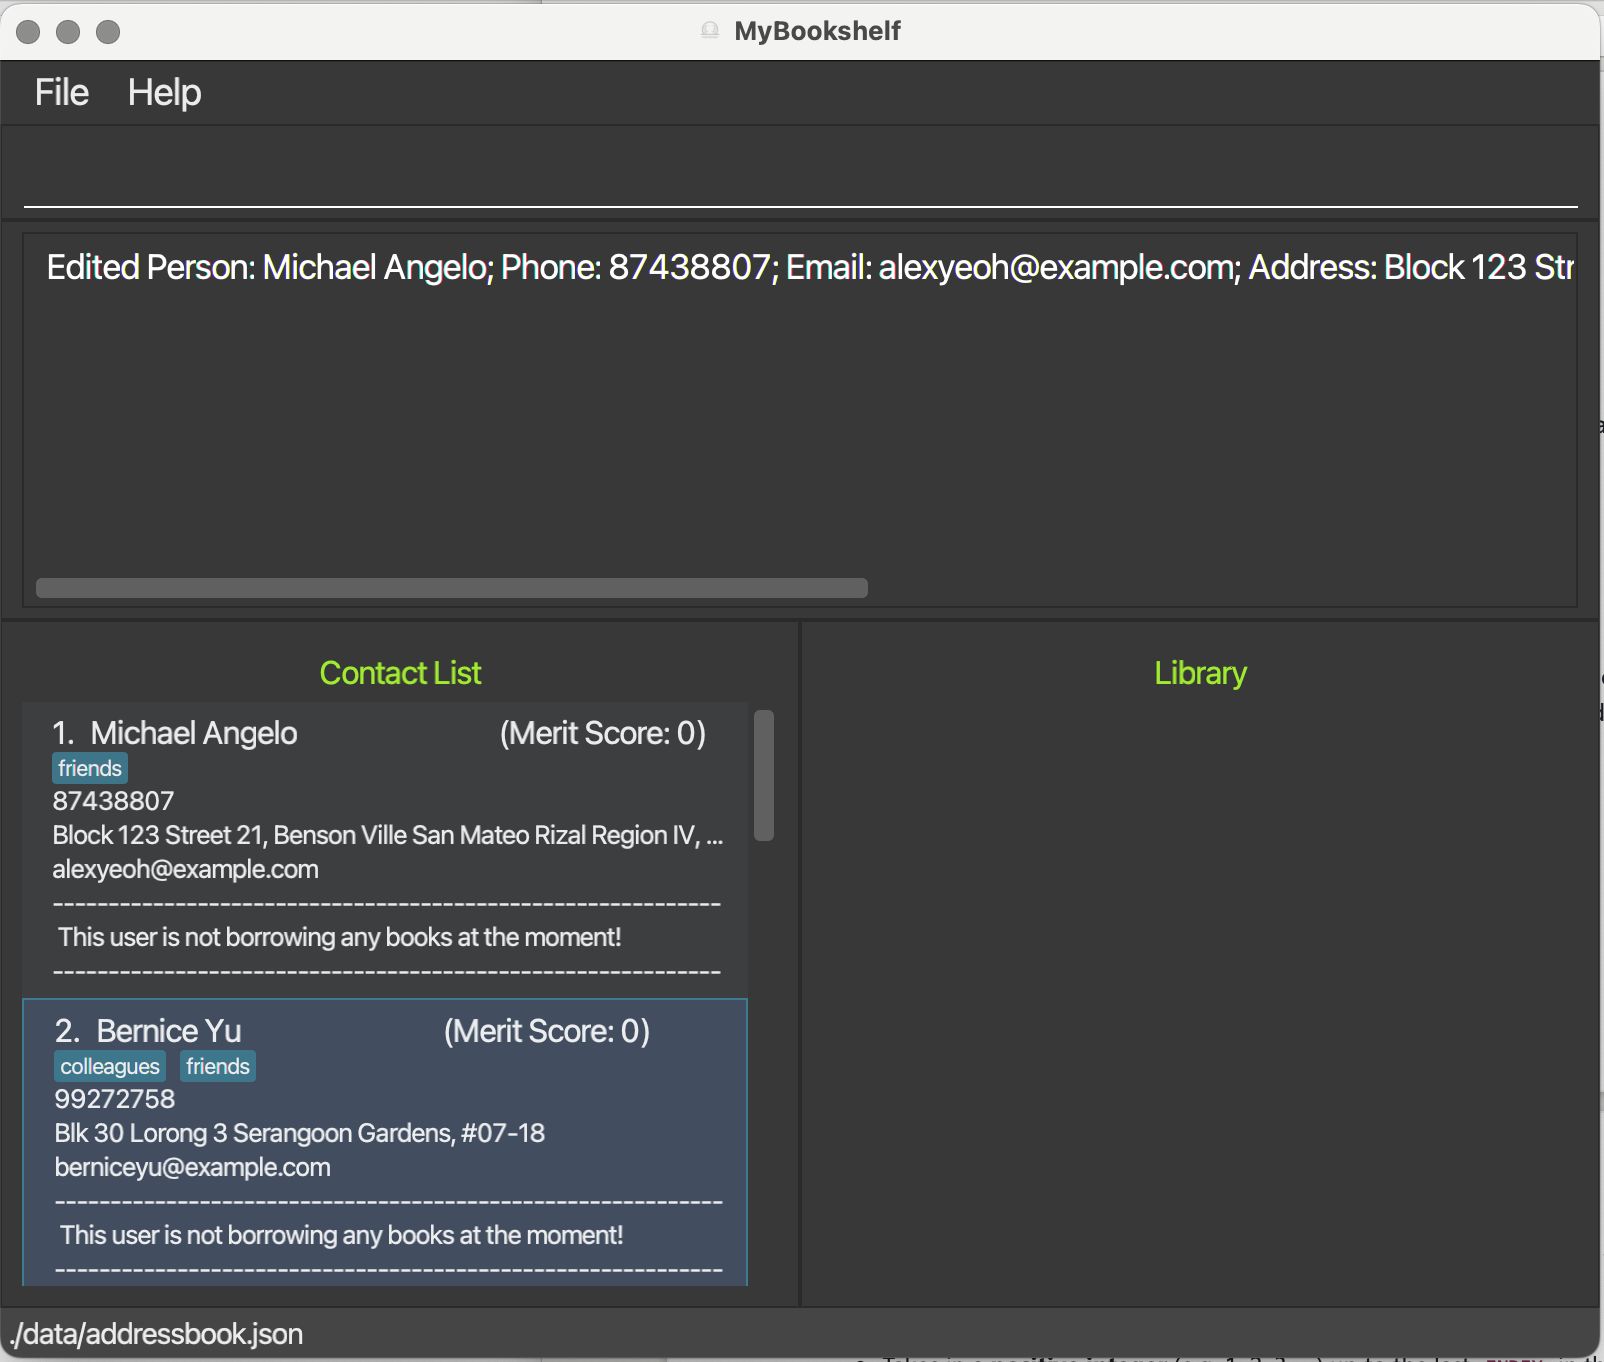 MyBookshelf
File Help
Edited Person: Michael Angelo; Phone: 87438807; Email: alexyeoh@example.com; Address: Block 123 Str
Contact List
1. Michael Angelo (Merit Score: 0)
friends
87438807
Block 123 Street 21, Benson Ville San Mateo Rizal Region IV, ...
alexyeoh@example.com
------------------------------------------------------------
This user is not borrowing any books at the moment!
------------------------------------------------------------
2. Bernice Yu (Merit Score: 0)
colleagues friends
99272758
Blk 30 Lorong 3 Serangoon Gardens, #07-18
berniceyu@example.com
------------------------------------------------------------
This user is not borrowing any books at the moment!
------------------------------------------------------------
Library
./data/addressbook.json